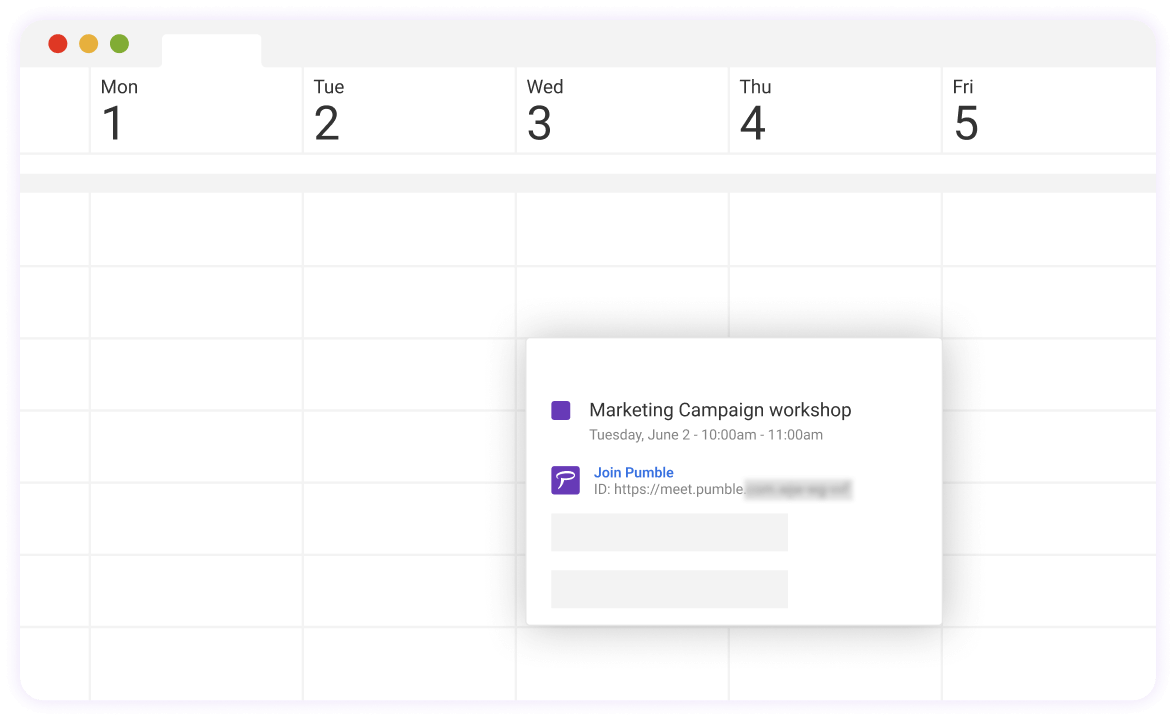 Mon
Tue
Wed
Thu
Fri
1
2
3
4
5
Marketing Campaign workshop
Tuesday, June 2 - 10:00am - 11:00am
Join Pumble
ID: https://meet.pumble